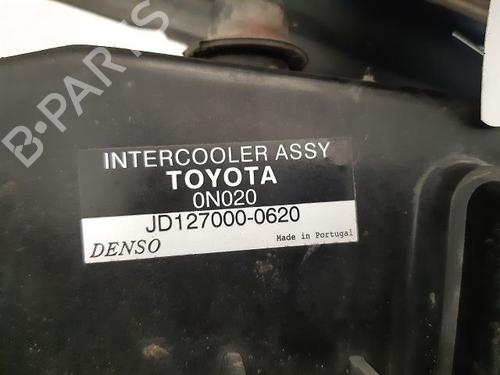 B-PARTS
INTERCOOLER ASSY
TOYOTA
0N020
JD127000-0620
DENSO
Made in Portugal